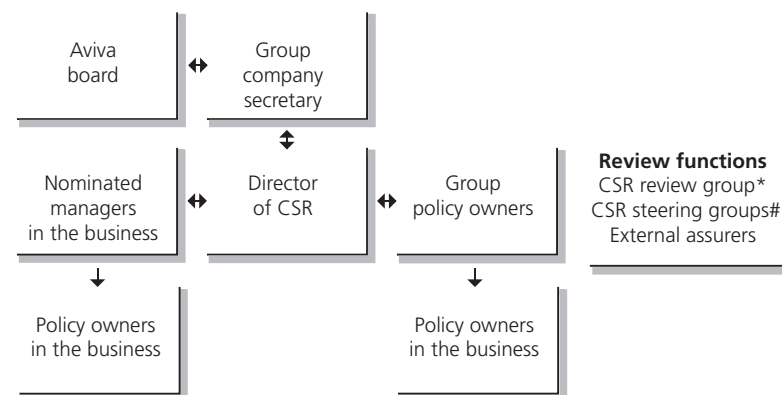 Aviva
board
Group
company
secretary
Nominated
managers
in the business
Director
of CSR
Group
policy owners
Review functions
CSR review group*
CSR steering groups#
External assurers
Policy owners
in the business
Policy owners
in the business